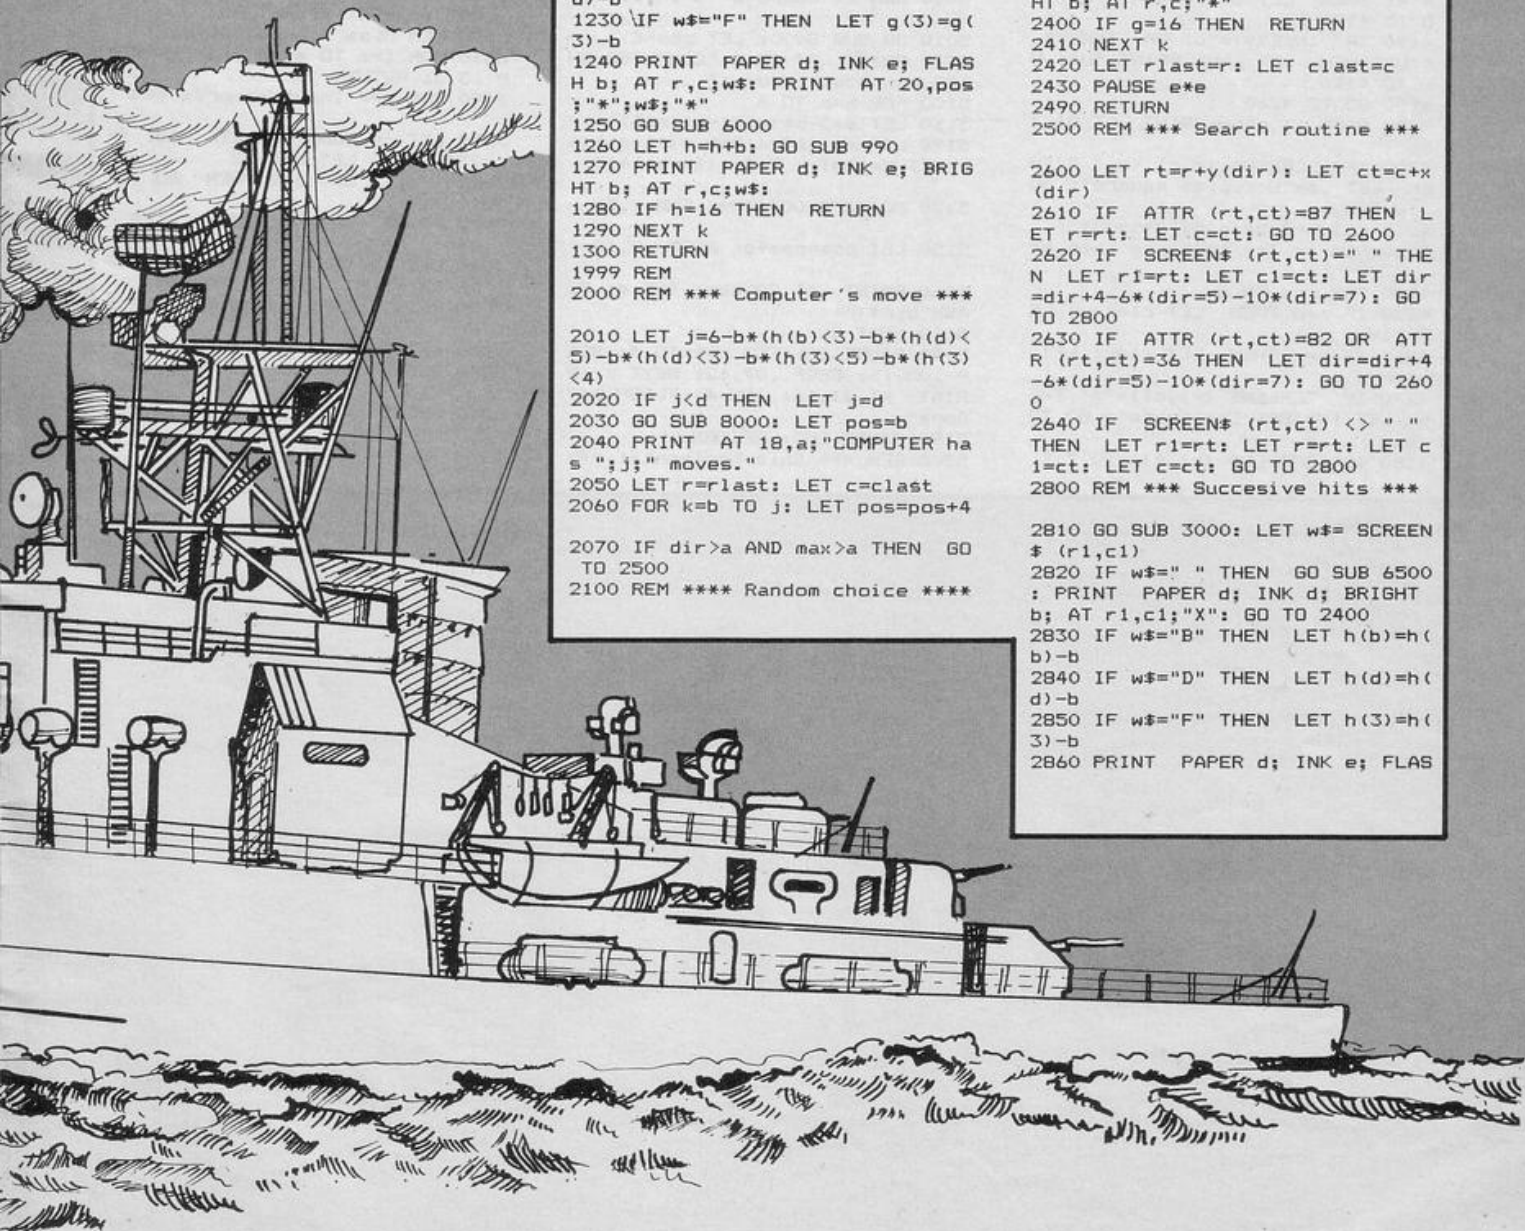 1230 IF w$="F" THEN  LET g(3)=g(
3)-b
1240 PRINT  PAPER d; INK e; FLAS
H b; AT r,c;w$: PRINT  AT 20,pos
;"*";w$;"*"
1250 GO SUB 6000
1260 LET h=h+b: GO SUB 990
1270 PRINT  PAPER d; INK e; BRIG
HT b; AT r,c;w$:
1280 IF h=16 THEN  RETURN
1290 NEXT k
1300 RETURN
1999 REM
2000 REM *** Computer's move ***
2010 LET j=6-b*(h(b)<3)-b*(h(d)<
5)-b*(h(d)<3)-b*(h(3)<5)-b*(h(3)
<4)
2020 IF j<d THEN  LET j=d
2030 GO SUB 8000: LET pos=b
2040 PRINT  AT 18,a;"COMPUTER ha
s ";j;" moves."
2050 LET r=rlast: LET c=clast
2060 FOR k=b TO j: LET pos=pos+4
2070 IF dir>a AND max>a THEN  GO
TO 2500
2100 REM **** Random choice ****
HT b; AT r,c;"*"
2400 IF g=16 THEN  RETURN
2410 NEXT k
2420 LET rlast=r: LET clast=c
2430 PAUSE e*e
2490 RETURN
2500 REM *** Search routine ***
2600 LET rt=r+y(dir): LET ct=c+x
(dir)
2610 IF  ATTR (rt,ct)=87 THEN  L
ET r=rt: LET c=ct: GO TO 2600
2620 IF  SCREEN$ (rt,ct)=" " THE
N  LET r1=rt: LET c1=ct: LET dir
=dir+4-6*(dir=5)-10*(dir=7): GO
TO 2800
2630 IF  ATTR (rt,ct)=82 OR  ATT
R (rt,ct)=36 THEN  LET dir=dir+4
-6*(dir=5)-10*(dir=7): GO TO 260
0
2640 IF  SCREEN$ (rt,ct) <> " "
THEN  LET r1=rt: LET r=rt: LET c
1=ct: LET c=ct: GO TO 2800
2800 REM *** Succesive hits ***
2810 GO SUB 3000: LET w$= SCREEN
$ (r1,c1)
2820 IF w$=" " THEN  GO SUB 6500
: PRINT  PAPER d; INK d; BRIGHT
b; AT r1,c1;"X": GO TO 2400
2830 IF w$="B" THEN  LET h(b)=h(
b)-b
2840 IF w$="D" THEN  LET h(d)=h(
d)-b
2850 IF w$="F" THEN  LET h(3)=h(
3)-b
2860 PRINT  PAPER d; INK e; FLAS